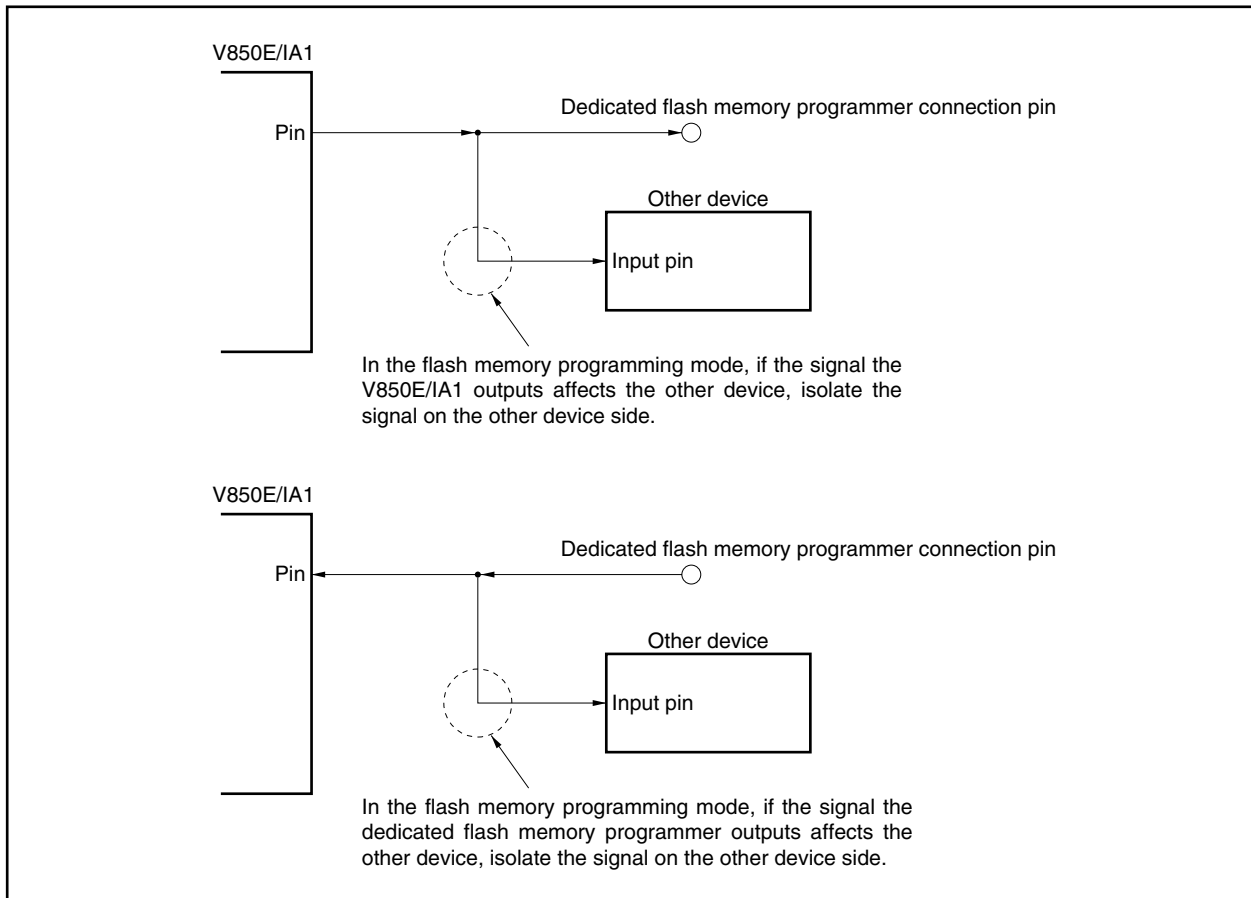 V850E/IA1
Dedicated flash memory programmer connection pin
Pin
Other device
Input pin
In the flash memory programming mode, if the signal the
V850E/IA1 outputs affects the other device, isolate the
signal on the other device side.
V850E/IA1
Dedicated flash memory programmer connection pin
Pin
Other device
Input pin
In the flash memory programming mode, if the signal the
dedicated flash memory programmer outputs affects the
other device, isolate the signal on the other device side.